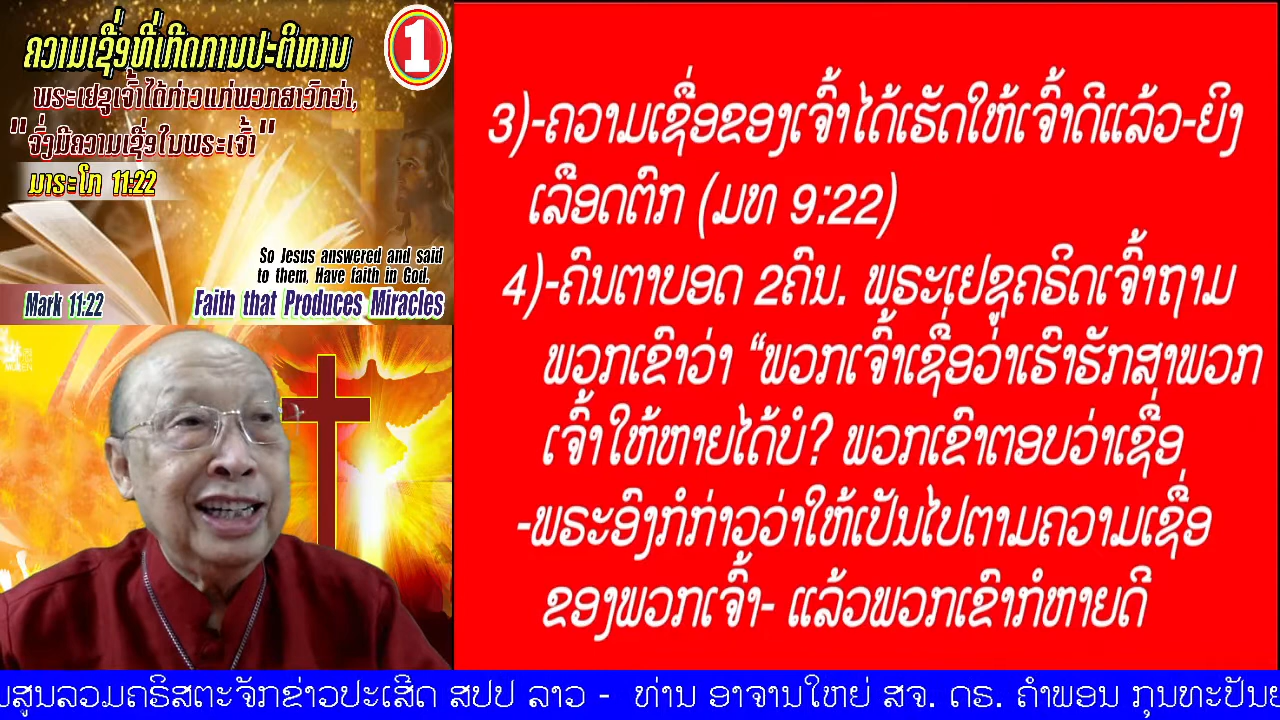 ຄວາມເຊື່ອທີ່ເກີດການປະຕິຫານ
1
ພຣະເຢຊູເຈົ້າໄດ້ກ່າວແກ່ພວກສາວົກວ່າ,
"ຈົ່ງມີຄວາມເຊື່ອໃນພຣະເຈົ້າ"
ມາຣະໂກ 11:22
So Jesus answered and said
to them, Have faith in God.
Mark 11:22
Faith that Produces Miracles
3)-ຄວາມເຊື່ອຂອງເຈົ້າໄດ້ເຮັດໃຫ້ເຈົ້າດີແລ້ວ-ຍິງ
ເລືອດຕົກ (ມທ 9:22)
4)-ຄົນຕາບອດ 2ຄົນ. ພຣະເຢຊູຄຣິດເຈົ້າຖາມ
ພວກເຂົາວ່າ “ພວກເຈົ້າເຊື່ອວ່າເຮົາຮັກສາພວກ
ເຈົ້າໃຫ້ຫາຍໄດ້ບໍ? ພວກເຂົາຕອບວ່າເຊື່ອ
-ພຣະອົງກໍກ່າວວ່າໃຫ້ເປັນໄປຕາມຄວາມເຊື່ອ
ຂອງພວກເຈົ້າ- ແລ້ວພວກເຂົາກໍຫາຍດີ
ສູນລວມຄຣິສຕະຈັກຂ່າວປະເສີດ ສປປ ລາວ - ທ່ານ ອາຈານໃຫຍ່ ສຈ. ດຣ. ຄຳພອນ ກຸນທະປັນຍ